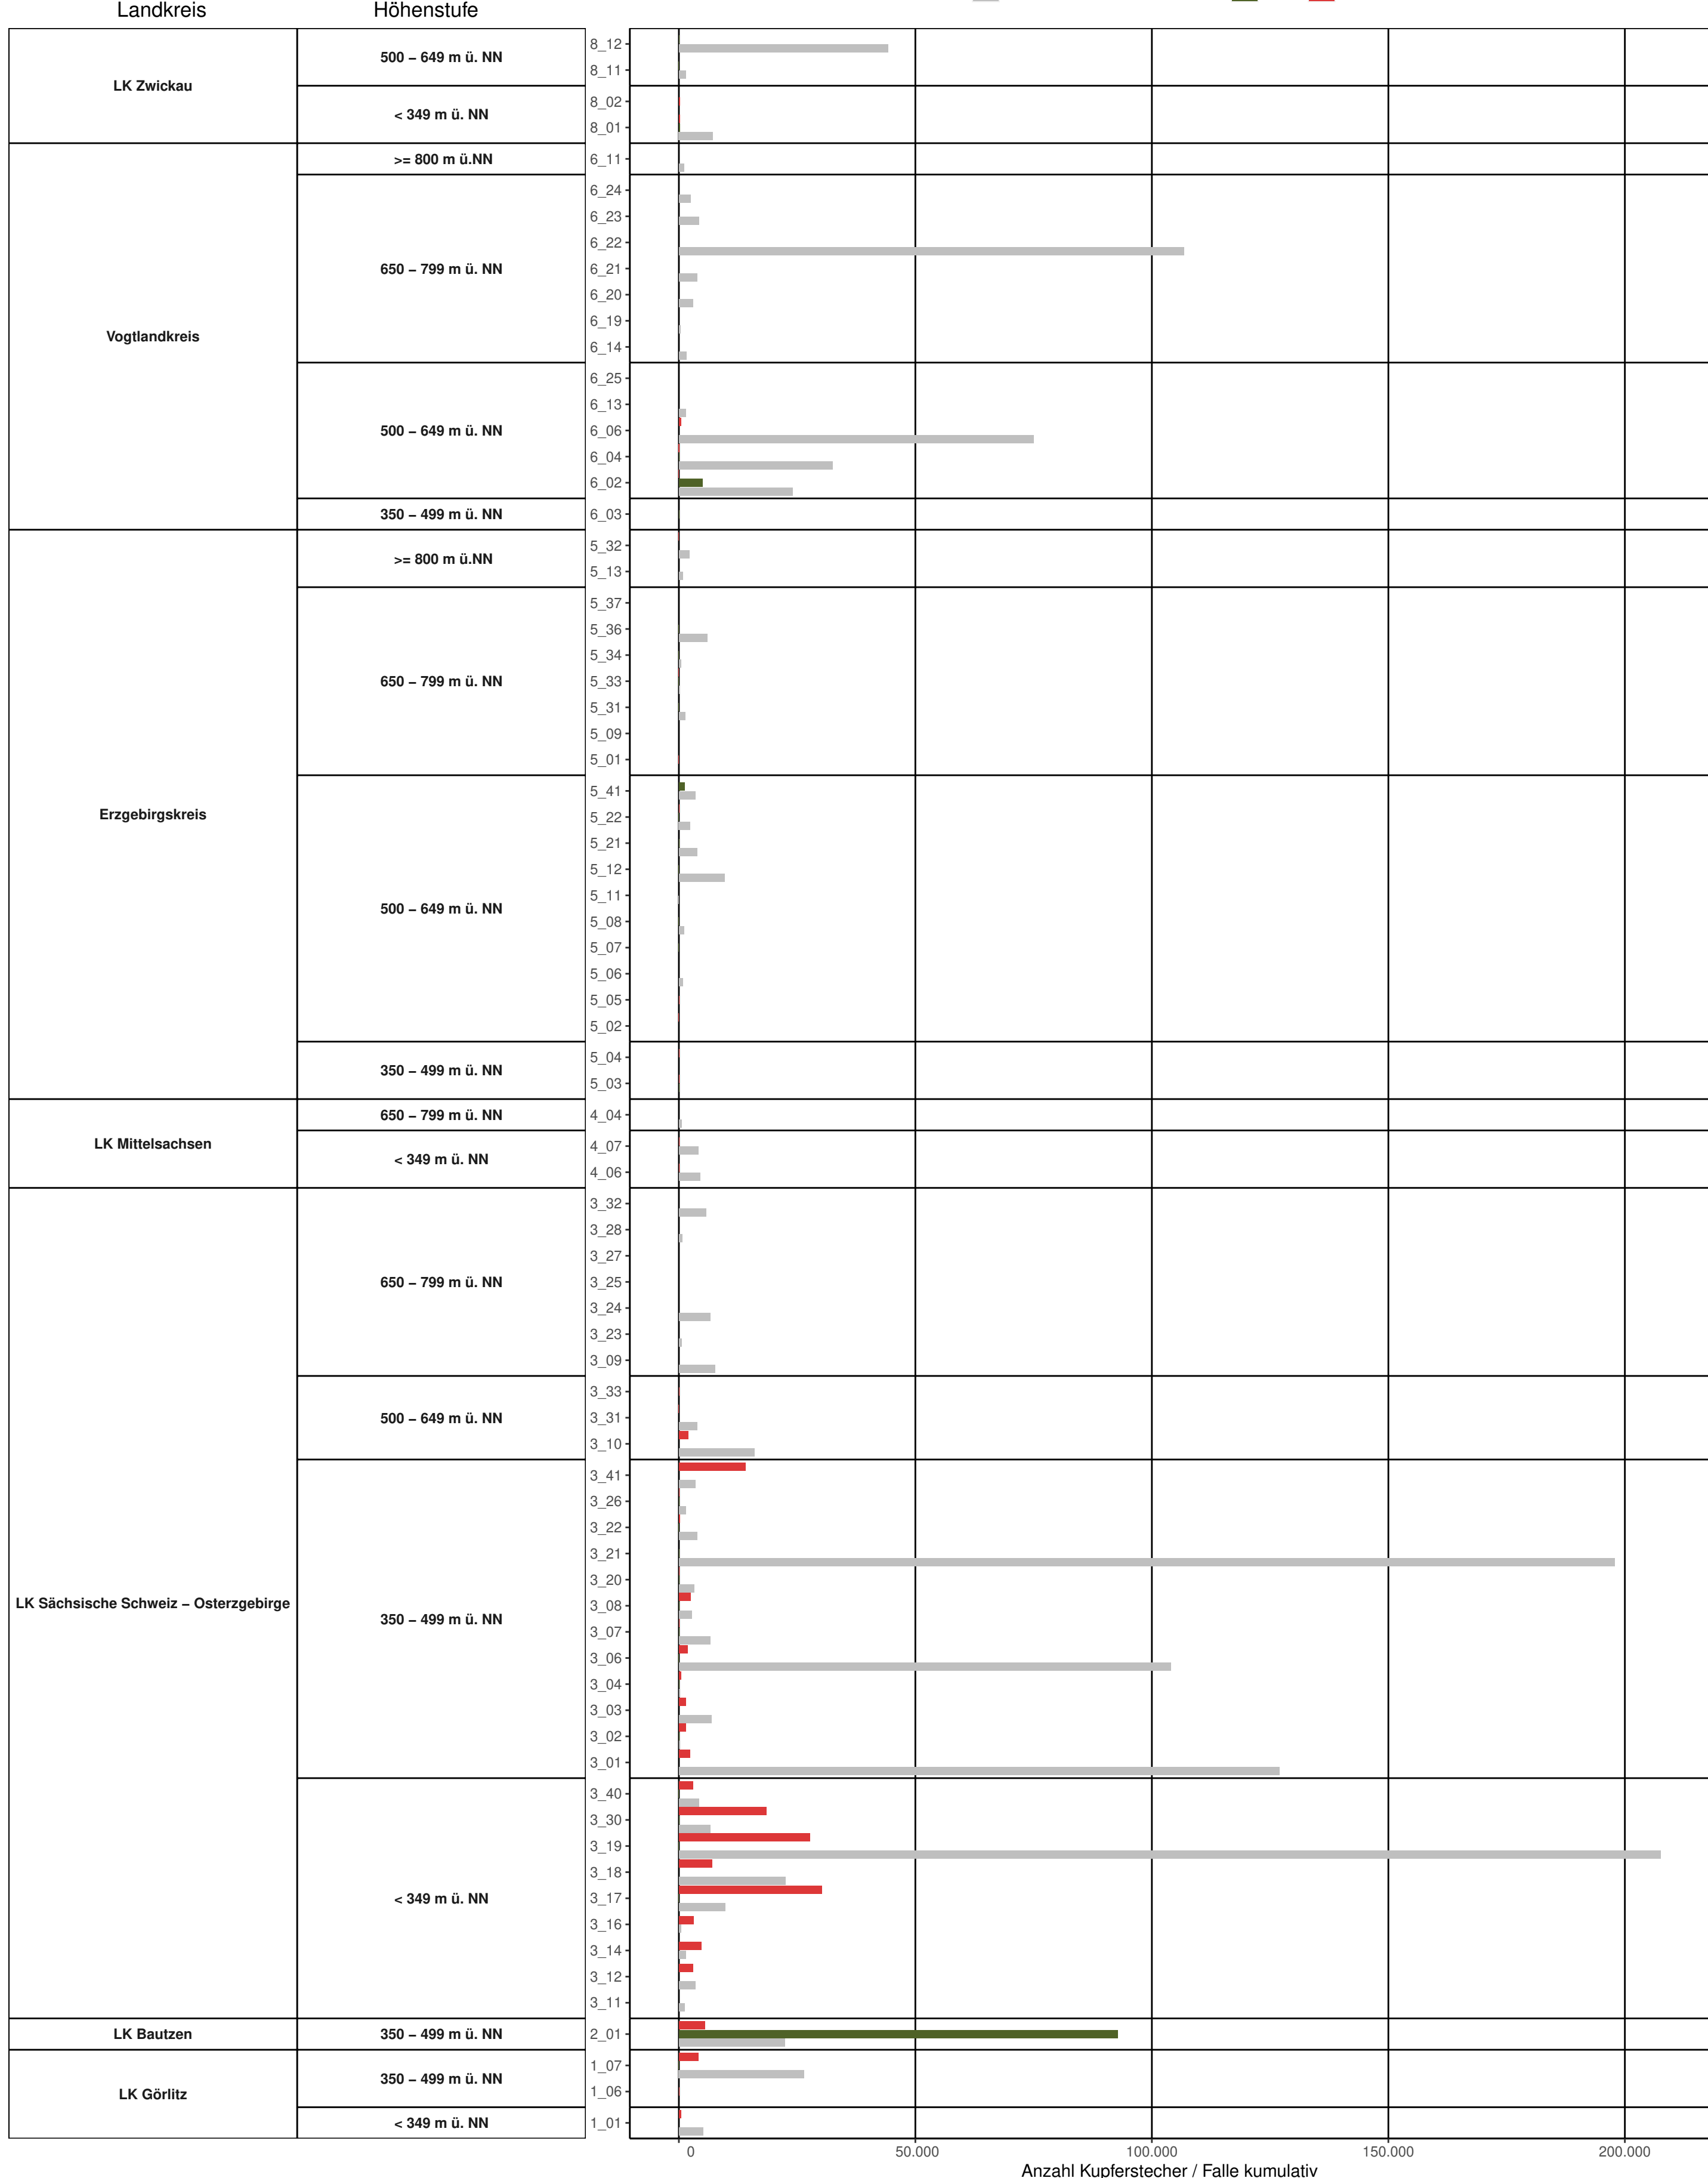 Landkreis Höhenstufe
LK Zwickau
500 – 649 m ü. NN
8_12
8_11
< 349 m ü. NN
8_02
8_01
Vogtlandkreis
>= 800 m ü.NN
6_11
650 – 799 m ü. NN
6_24
6_23
6_22
6_21
6_20
6_19
6_14
500 – 649 m ü. NN
6_25
6_13
6_06
6_04
6_02
350 – 499 m ü. NN
6_03
Erzgebirgskreis
>= 800 m ü.NN
5_32
5_13
650 – 799 m ü. NN
5_37
5_36
5_34
5_33
5_31
5_09
5_01
500 – 649 m ü. NN
5_41
5_22
5_21
5_12
5_11
5_08
5_07
5_06
5_05
5_02
350 – 499 m ü. NN
5_04
5_03
LK Mittelsachsen
650 – 799 m ü. NN
4_04
< 349 m ü. NN
4_07
4_06
LK Sächsische Schweiz – Osterzgebirge
650 – 799 m ü. NN
3_32
3_28
3_27
3_25
3_24
3_23
3_09
500 – 649 m ü. NN
3_33
3_31
3_10
350 – 499 m ü. NN
3_41
3_26
3_22
3_21
3_20
3_08
3_07
3_06
3_04
3_03
3_02
3_01
< 349 m ü. NN
3_40
3_30
3_19
3_18
3_17
3_16
3_14
3_12
3_11
LK Bautzen
350 – 499 m ü. NN
2_01
LK Görlitz
350 – 499 m ü. NN
1_07
1_06
< 349 m ü. NN
1_01
0 50.000 100.000 150.000 200.000
Anzahl Kupferstecher / Falle kumulativ